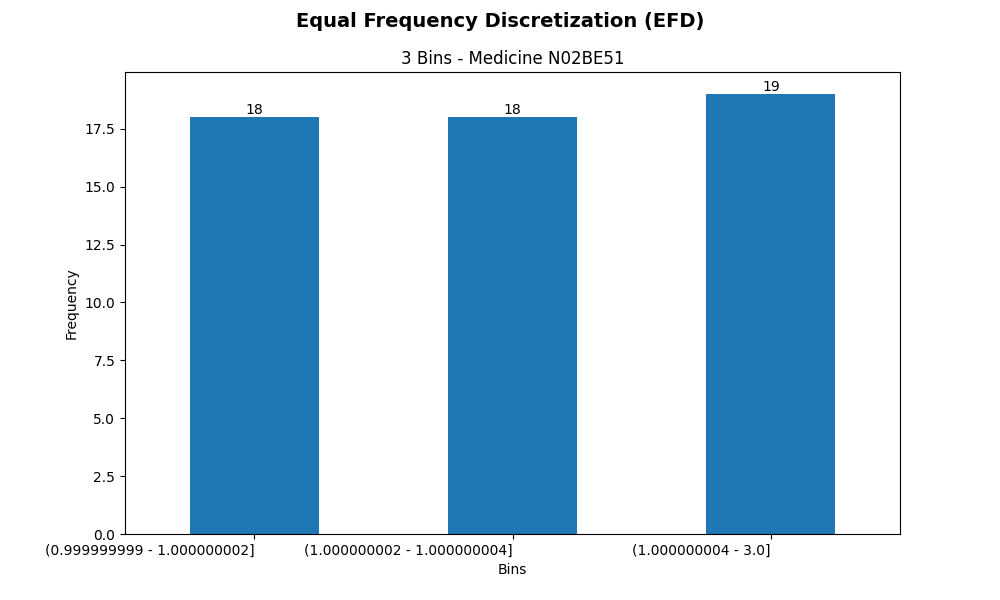 Equal Frequency Discretization (EFD)
3 Bins - Medicine N02BE51
18
18
19
17.5
15.0
12.5
10.0
7.5
5.0
2.5
0.0
Frequency
(0.999999999 - 1.000000002]
(1.000000002 - 1.000000004]
(1.000000004 - 3.0]
Bins